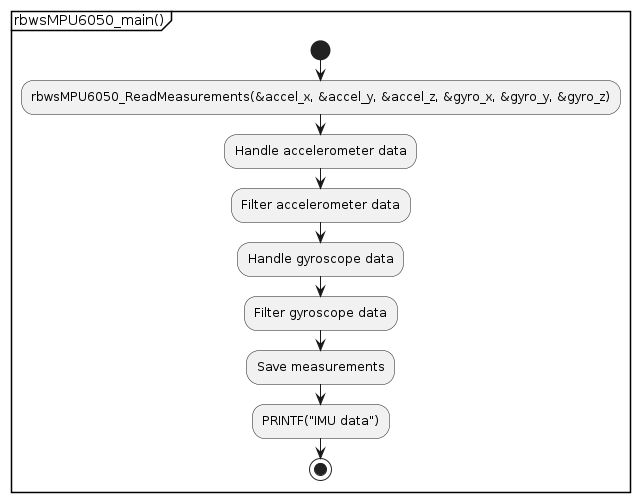 rbwsMPU6050_main()
rbwsMPU6050_ReadMeasurements(&accel_x, &accel_y, &accel_z, &gyro_x, &gyro_y, &gyro_z)
Handle accelerometer data
Filter accelerometer data
Handle gyroscope data
Filter gyroscope data
Save measurements
PRINTF("IMU data")